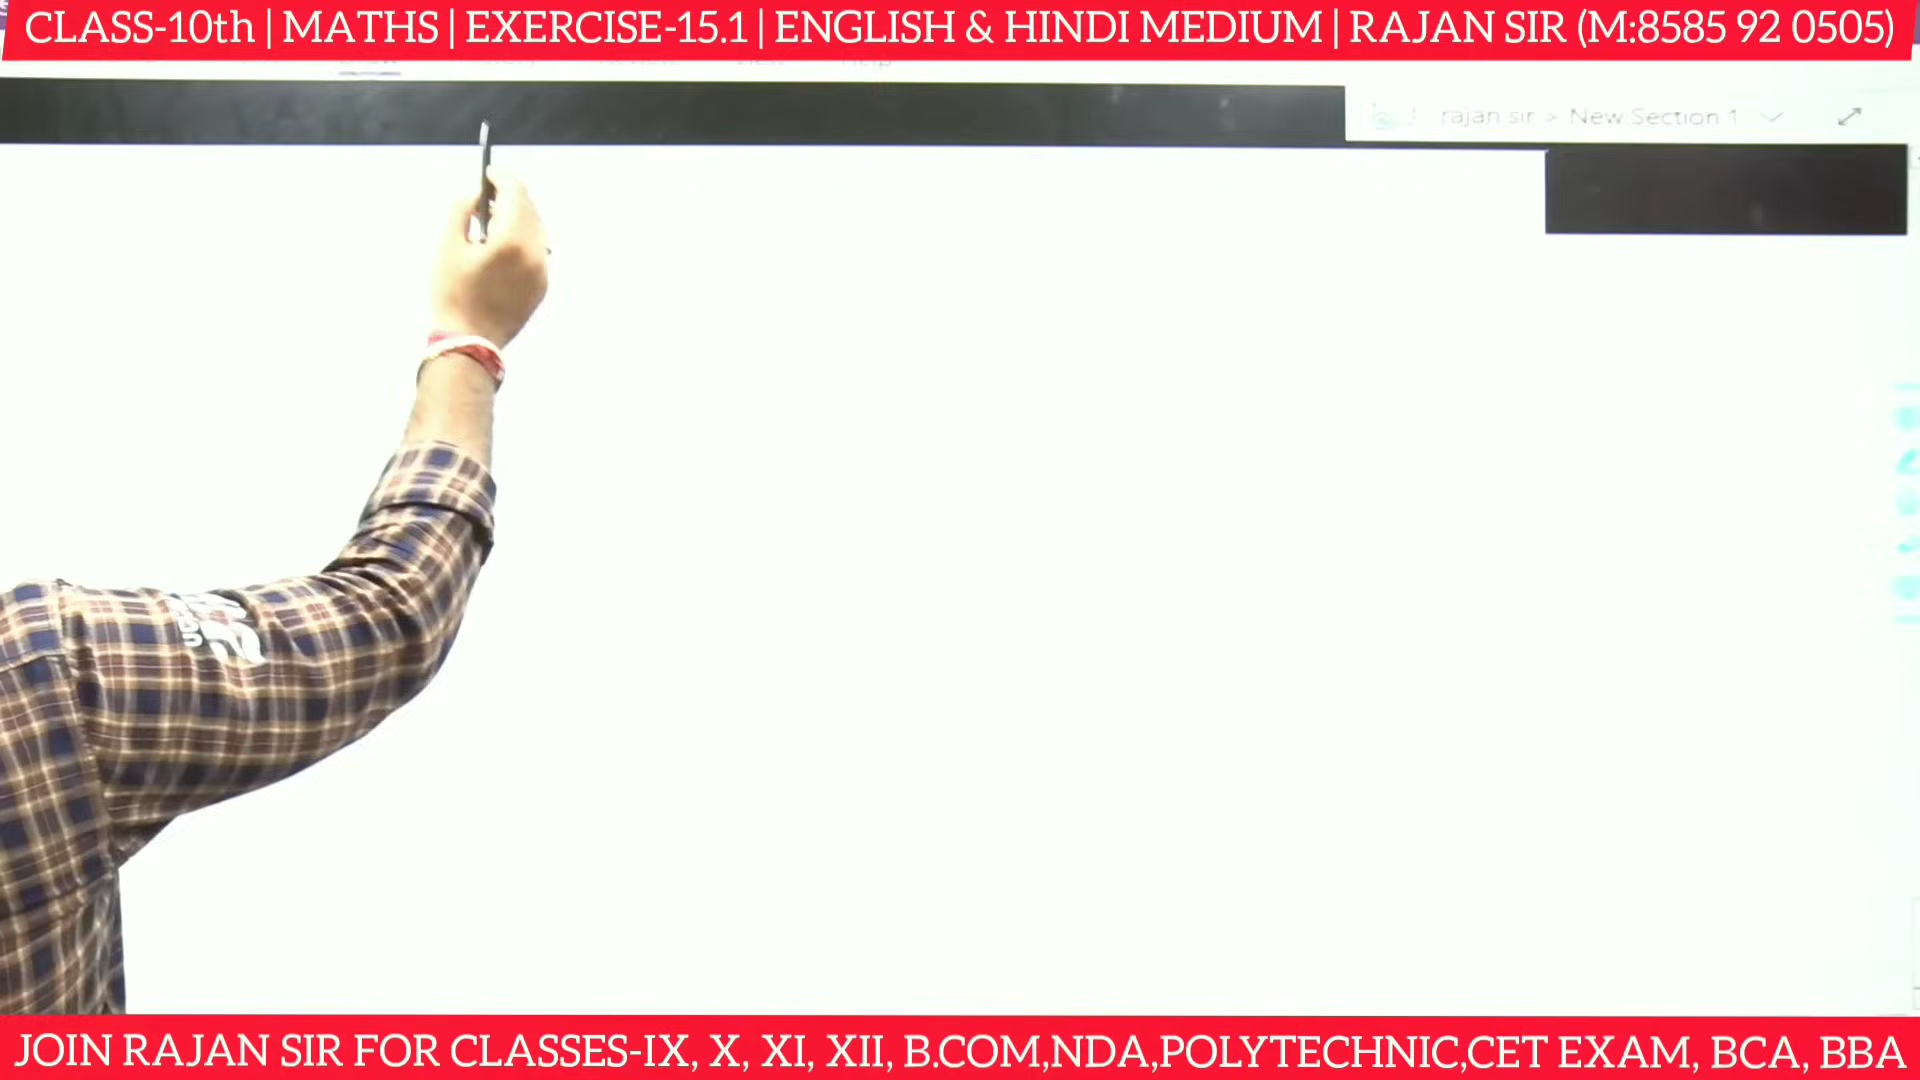 CLASS-10th | MATHS | EXERCISE-15.1 | ENGLISH & HINDI MEDIUM | RAJAN SIR (M:8585 92 0505)
Help
rajan sir > New Section 1
JOIN RAJAN SIR FOR CLASSES-IX, X, XI, XII, B.COM,NDA,POLYTECHNIC,CET EXAM, BCA, BBA